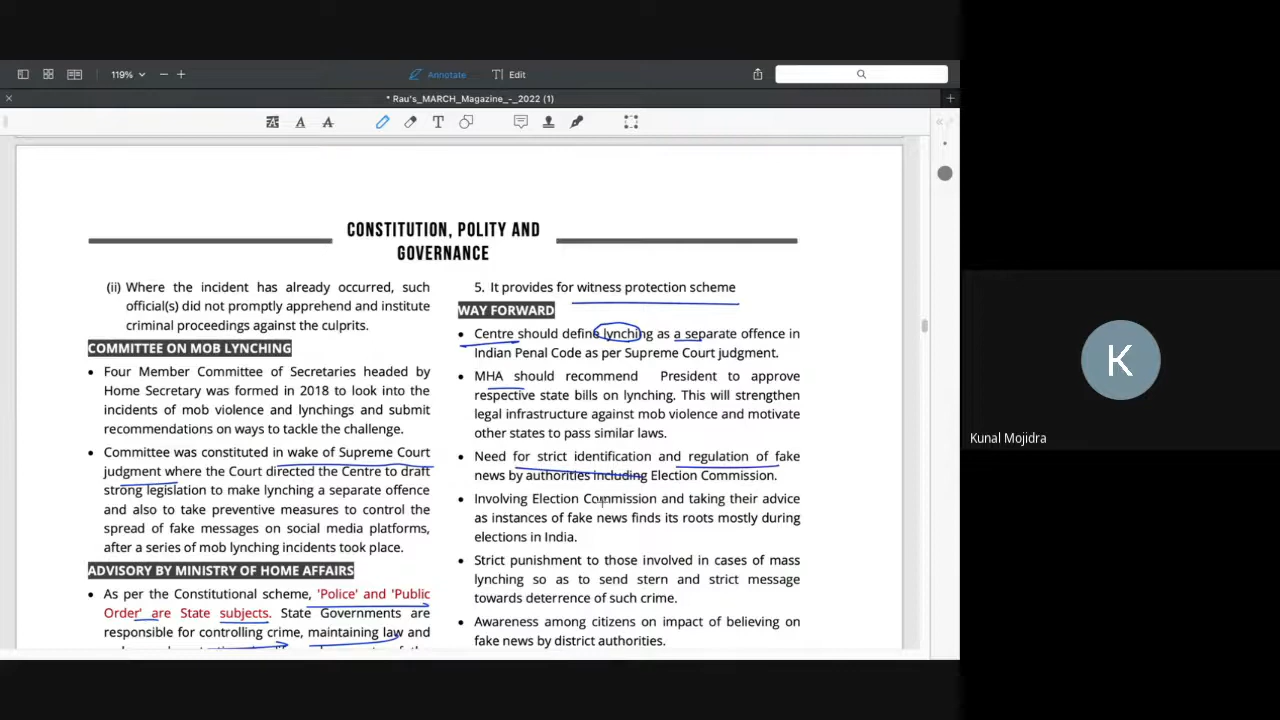 119%
Annotate
T| Edit
* Rau's_MARCH_Magazine_-_2022 (1)
CONSTITUTION, POLITY AND
GOVERNANCE
(ii) Where the incident has already occurred, such
official(s) did not promptly apprehend and institute
criminal proceedings against the culprits.
COMMITTEE ON MOB LYNCHING
• Four Member Committee of Secretaries headed by
Home Secretary was formed in 2018 to look into the
incidents of mob violence and lynchings and submit
recommendations on ways to tackle the challenge.
• Committee was constituted in wake of Supreme Court
judgment where the Court directed the Centre to draft
strong legislation to make lynching a separate offence
and also to take preventive measures to control the
spread of fake messages on social media platforms,
after a series of mob lynching incidents took place.
ADVISORY BY MINISTRY OF HOME AFFAIRS
• As per the Constitutional scheme, 'Police' and 'Public
Order' are State subjects. State Governments are
responsible for controlling crime, maintaining law and
5. It provides for witness protection scheme
WAY FORWARD
• Centre should define lynching as a separate offence in
Indian Penal Code as per Supreme Court judgment.
• MHA should recommend President to approve
respective state bills on lynching. This will strengthen
legal infrastructure against mob violence and motivate
other states to pass similar laws.
• Need for strict identification and regulation of fake
news by authorities including Election Commission.
• Involving Election Commission and taking their advice
as instances of fake news finds its roots mostly during
elections in India.
• Strict punishment to those involved in cases of mass
lynching so as to send stern and strict message
towards deterrence of such crime.
• Awareness among citizens on impact of believing on
fake news by district authorities.
K
Kunal Mojidra